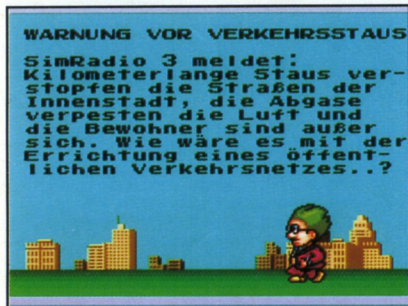 WARNUNG VOR VERKEHRSSTAUS
SimRadio 3 meldet:
Kilometerlange Staus ver-
stopfen die Straßen der
Innenstadt, die Abgase
verpesten die Luft und
die Bewohner sind außer
sich. Wie wäre es mit der
Errichtung eines öffent-
lichen Verkehrsnetzes..?